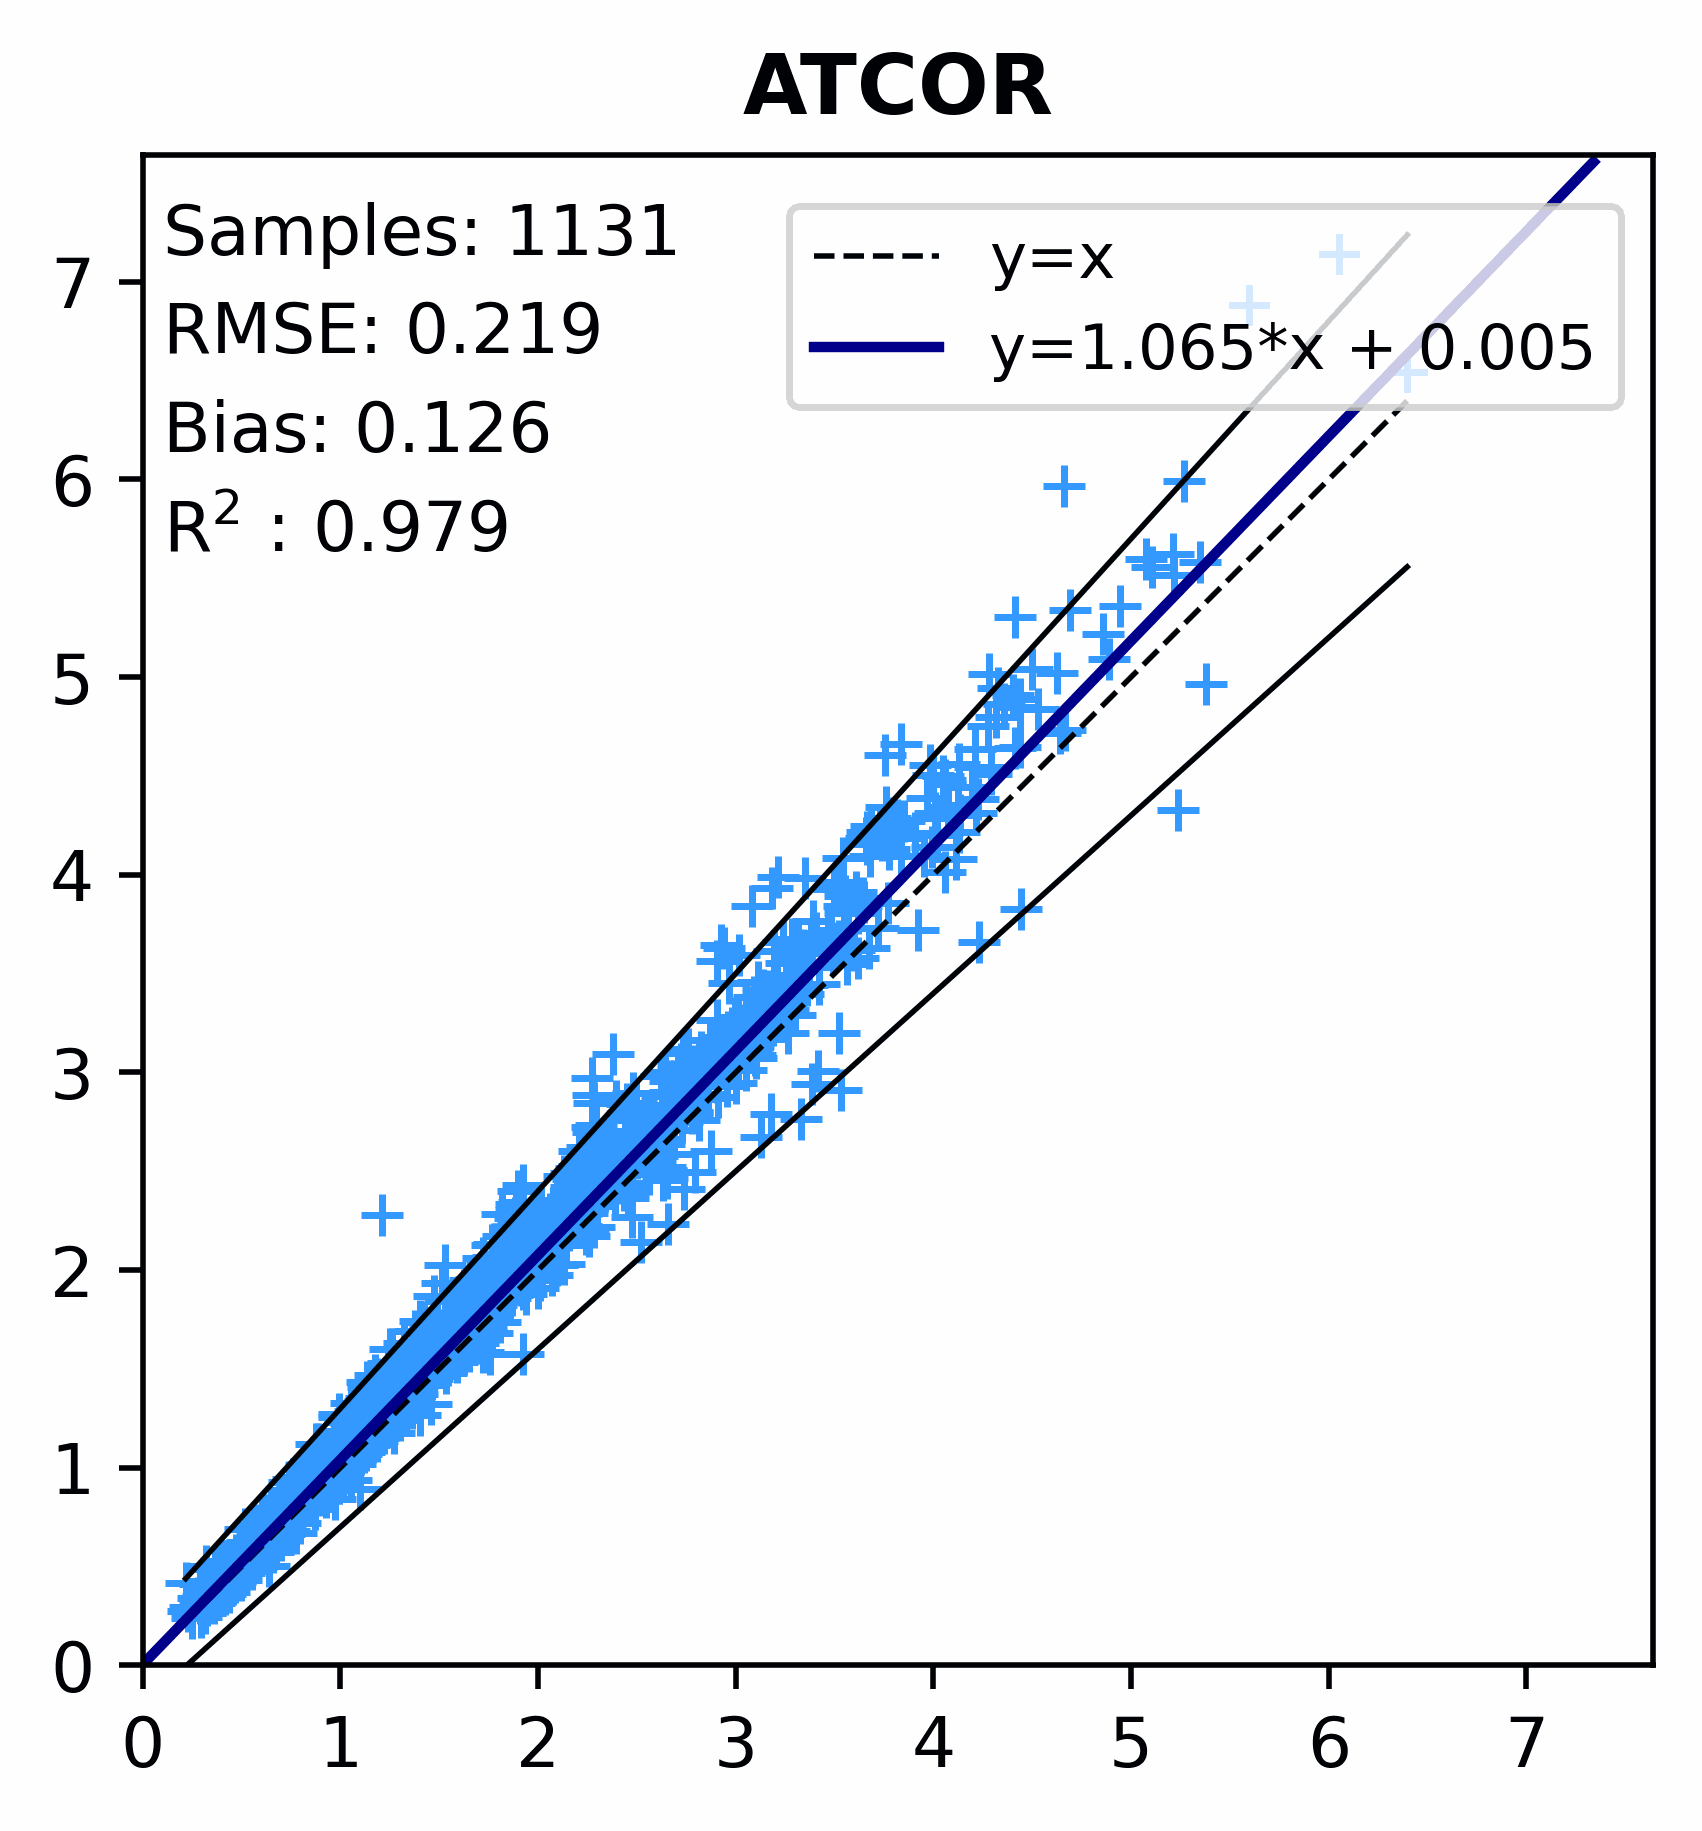 ATCOR
Samples: 1131
RMSE: 0.219
Bias: 0.126
R² : 0.979
y=x
y=1.065*x + 0.005
7
6
5
4
3
2
1
0
0 1 2 3 4 5 6 7